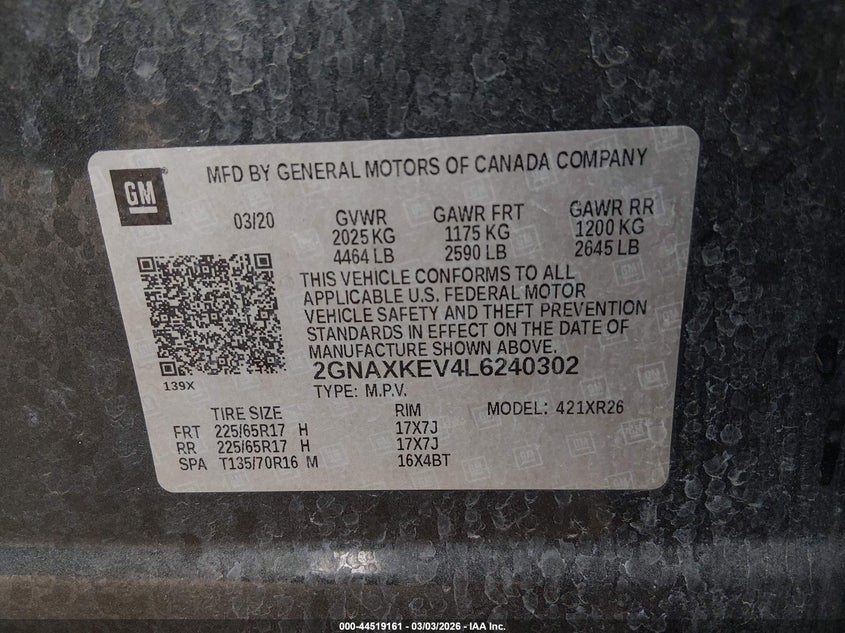 MFD BY GENERAL MOTORS OF CANADA COMPANY
GM
03/20 GVWR GAWR FRT GAWR RR
2025 KG 1175 KG 1200 KG
4464 LB 2590 LB 2645 LB
THIS VEHICLE CONFORMS TO ALL
APPLICABLE U.S. FEDERAL MOTOR
VEHICLE SAFETY AND THEFT PREVENTION
STANDARDS IN EFFECT ON THE DATE OF
MANUFACTURE SHOWN ABOVE.
139X
2GNAXKEV4L6240302
TYPE: M.P.V.
TIRE SIZE RIM MODEL: 421XR26
FRT 225/65R17 H 17X7J
RR 225/65R17 H 17X7J
SPA T135/70R16 M 16X4BT
000-44519161 - 03/03/2026 - IAA Inc.